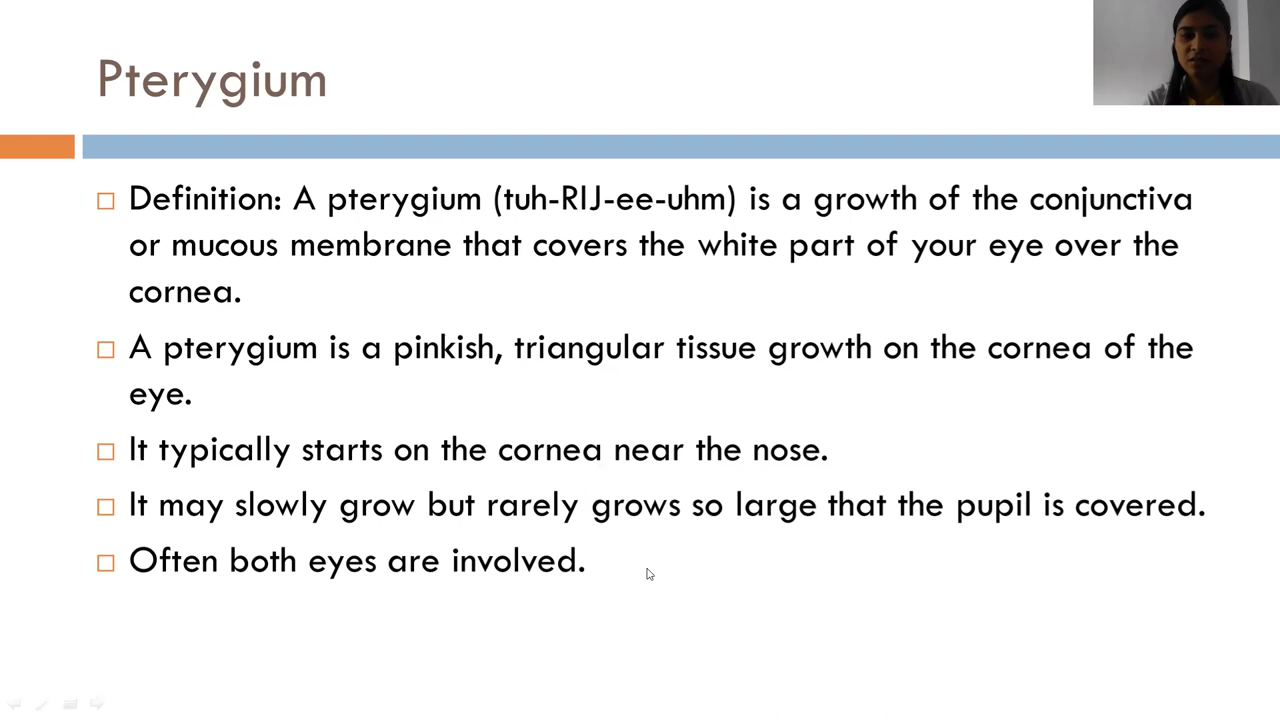 Pterygium
Definition: A pterygium (tuh-RIJ-ee-uhm) is a growth of the conjunctiva
or mucous membrane that covers the white part of your eye over the
cornea.
A pterygium is a pinkish, triangular tissue growth on the cornea of the
eye.
It typically starts on the cornea near the nose.
It may slowly grow but rarely grows so large that the pupil is covered.
Often both eyes are involved.